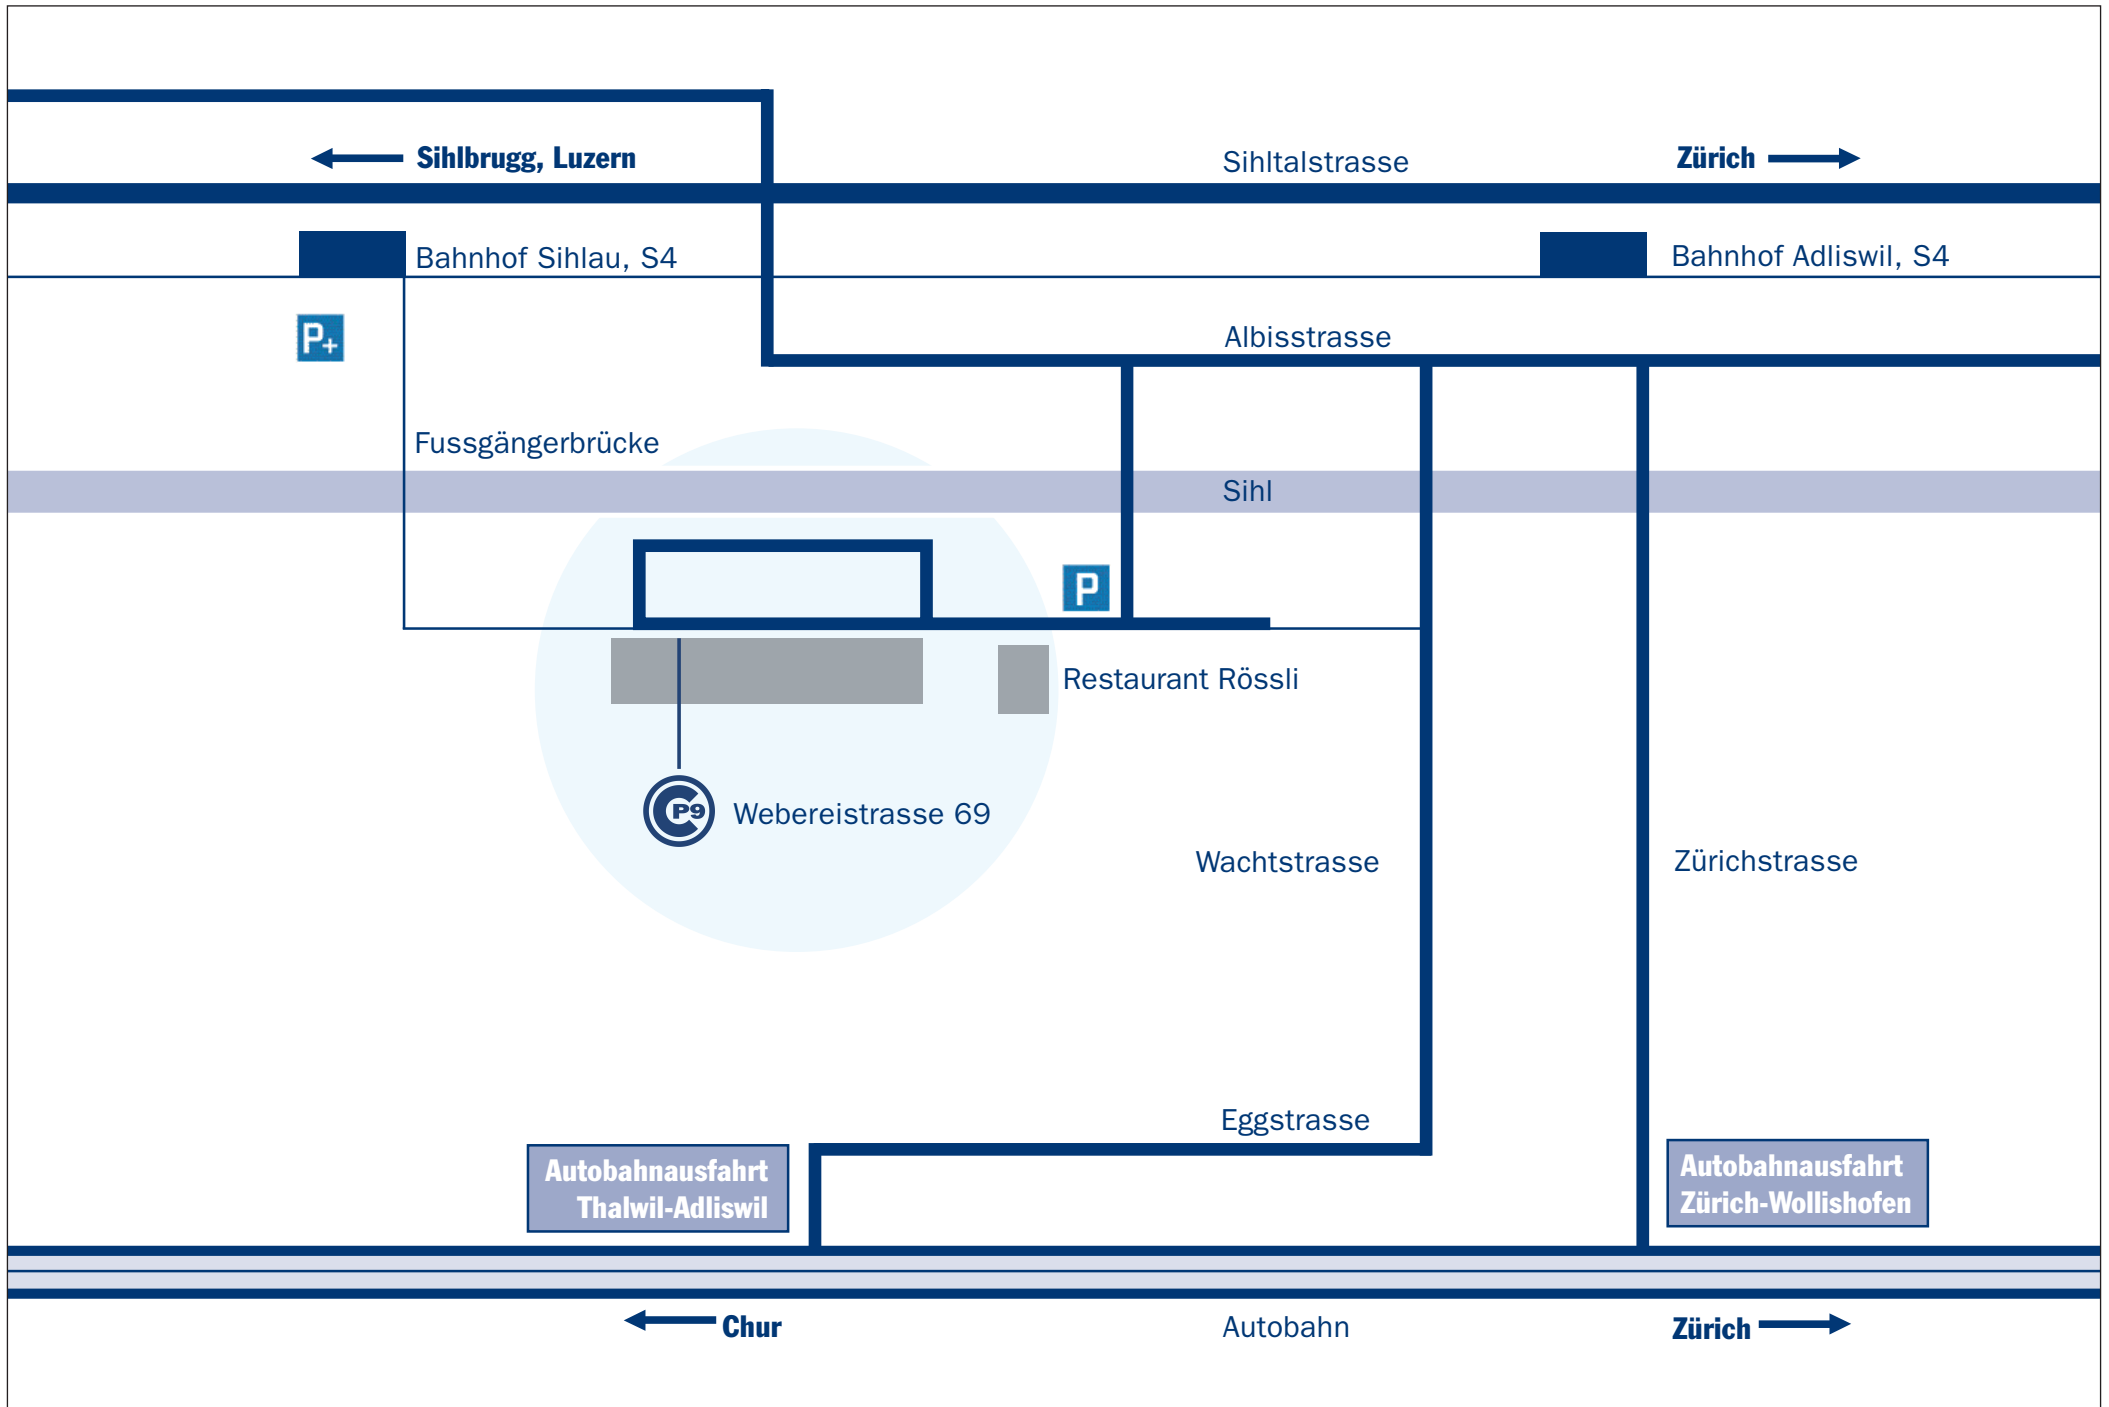 Sihlbrugg, Luzern
Sihltalstrasse
Zürich
Bahnhof Sihlau, S4
Bahnhof Adliswil, S4
P+
Albisstrasse
Fussgängerbrücke
Sihl
P
Restaurant Rössli
CP9
Webereistrasse 69
Wachtstrasse
Zürichstrasse
Eggstrasse
Autobahnausfahrt
Thalwil-Adliswil
Autobahnausfahrt
Zürich-Wollishofen
Chur
Autobahn
Zürich